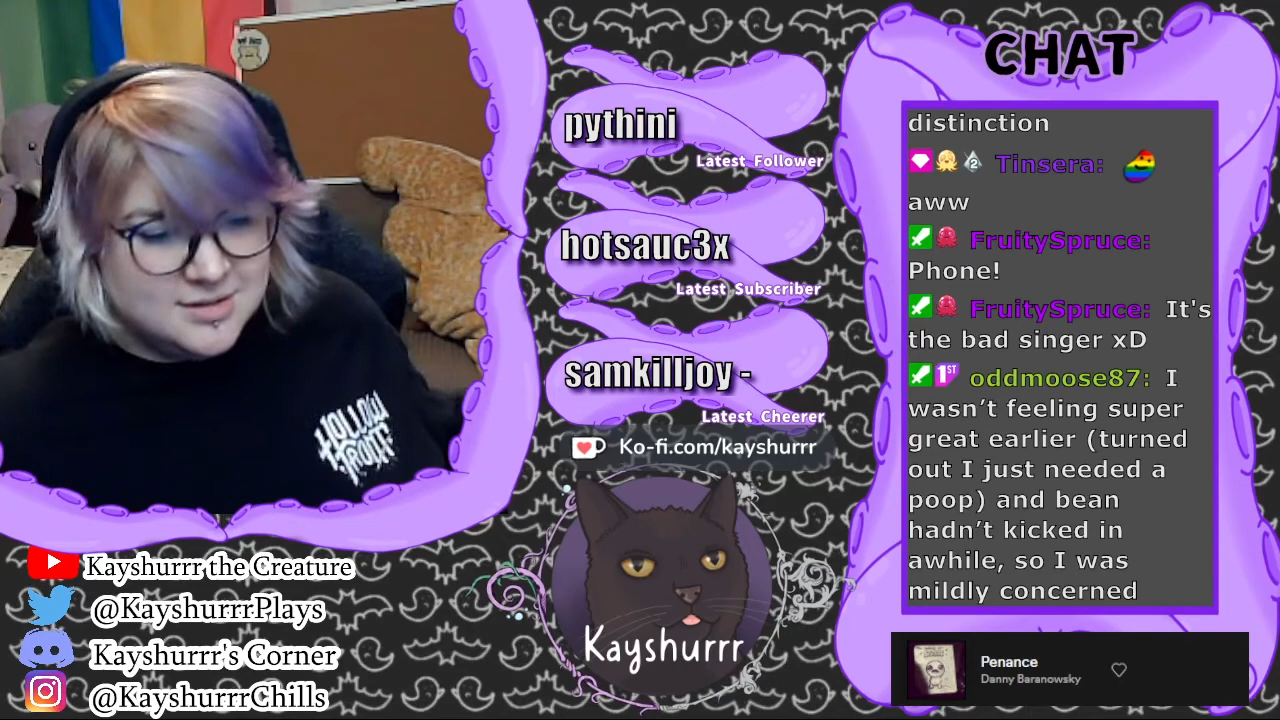 HOLLOW
FRONT
Kayshurrr the Creature
@KayshurrrPlays
Kayshurrr's Corner
@KayshurrrChills
pythini
Latest Follower
hotsauc3x
Latest Subscriber
samkilljoy -
Latest Cheerer
Ko-fi.com/kayshurrr
Kayshurrr
CHAT
distinction
2 Tinsera:
aww
FruitySpruce:
Phone!
FruitySpruce: It's
the bad singer xD
1ST oddmoose87: I
wasn’t feeling super
great earlier (turned
out I just needed a
poop) and bean
hadn’t kicked in
awhile, so I was
mildly concerned
Penance
Danny Baranowsky